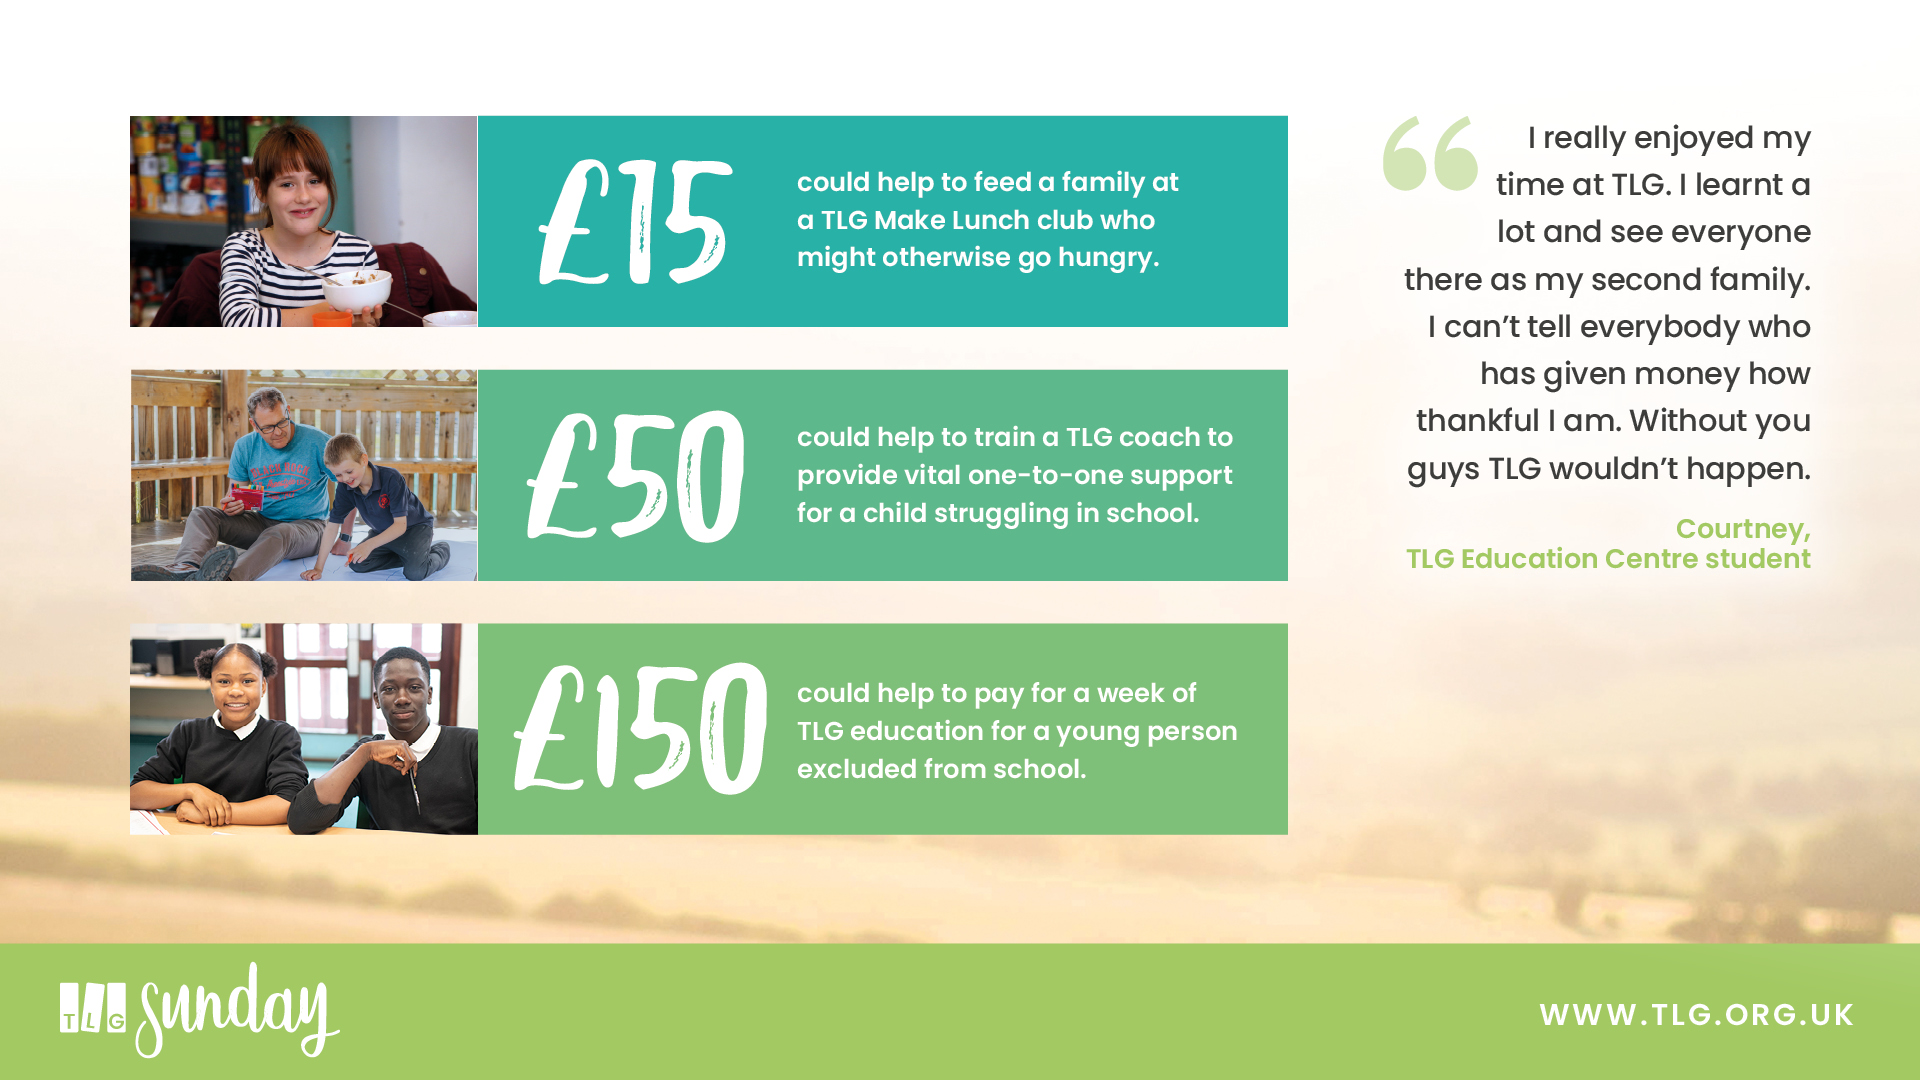 £15
could help to feed a family at
a TLG Make Lunch club who
might otherwise go hungry.
£50
could help to train a TLG coach to
provide vital one-to-one support
for a child struggling in school.
£150
could help to pay for a week of
TLG education for a young person
excluded from school.
“
I really enjoyed my
time at TLG. I learnt a
lot and see everyone
there as my second family.
I can’t tell everybody who
has given money how
thankful I am. Without you
guys TLG wouldn’t happen.
Courtney,
TLG Education Centre student
TLG sunday
WWW.TLG.ORG.UK